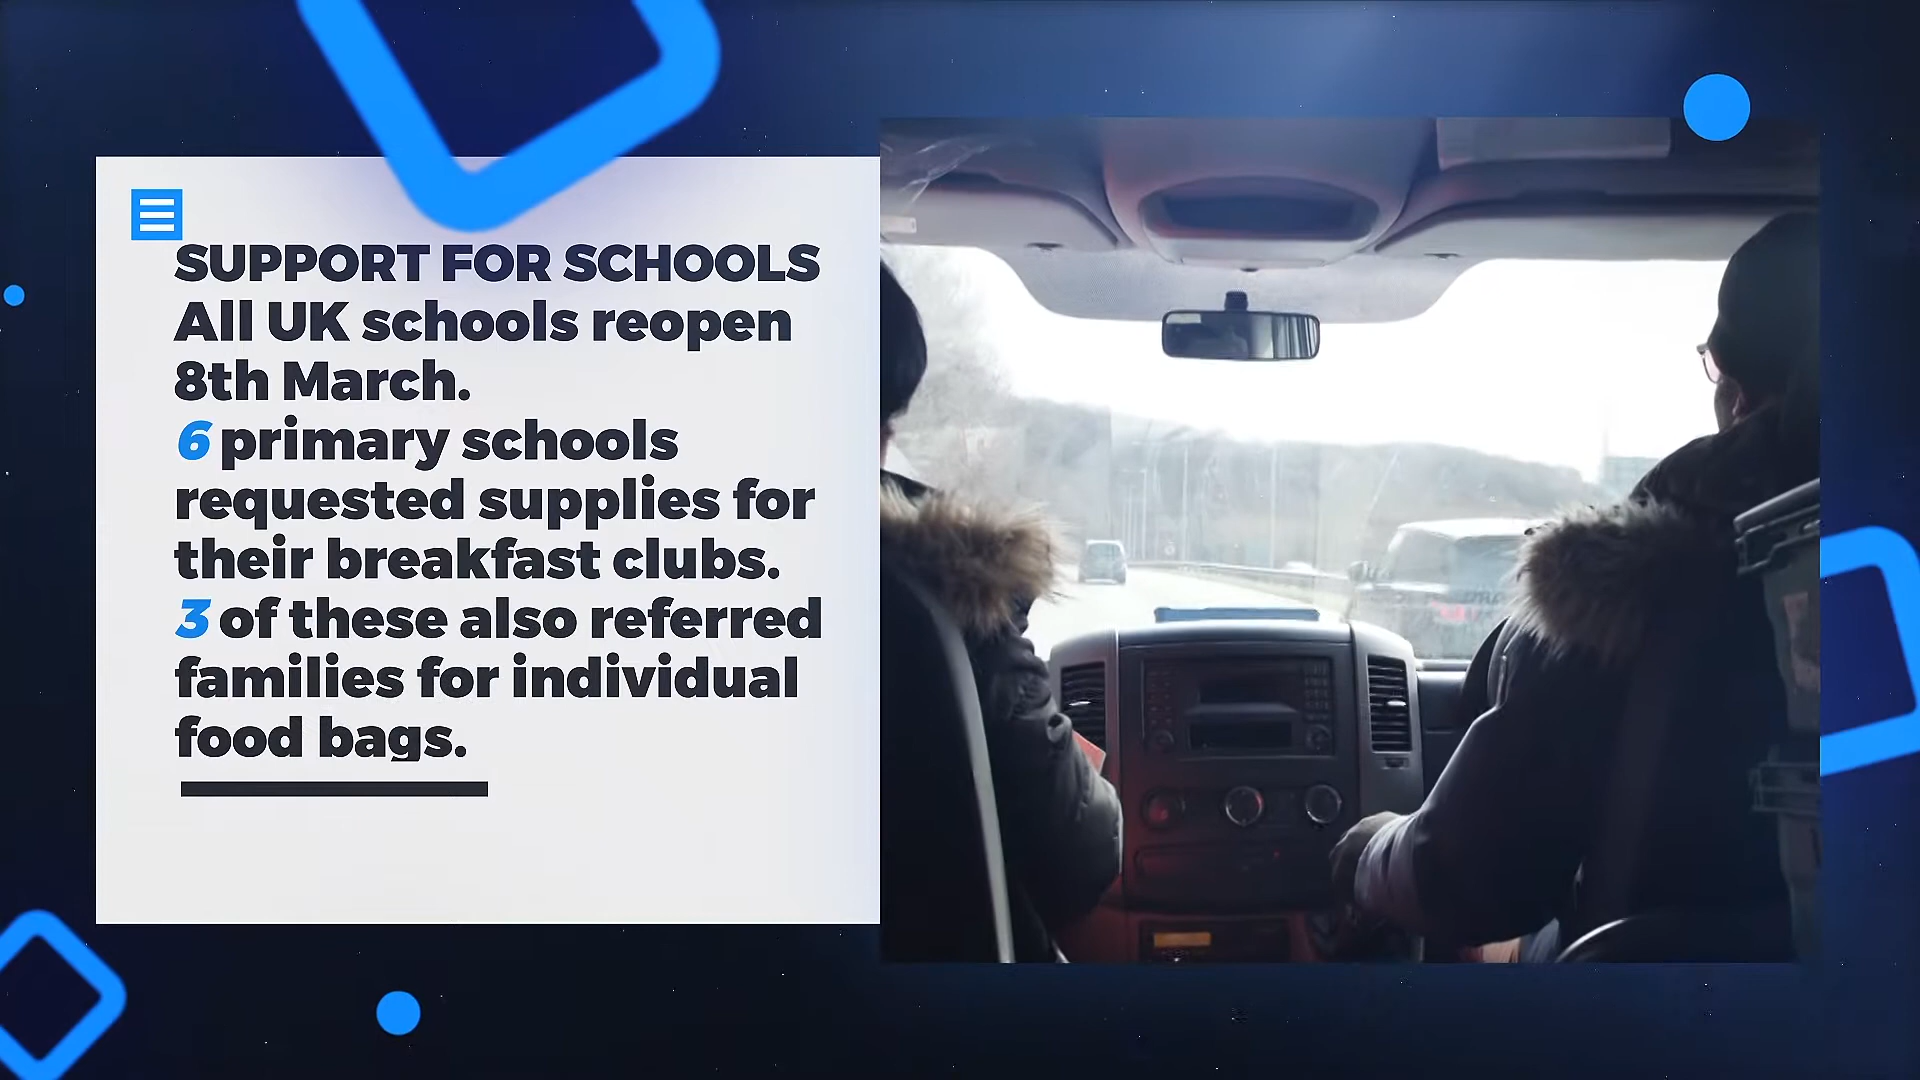 SUPPORT FOR SCHOOLS
All UK schools reopen
8th March.
6 primary schools
requested supplies for
their breakfast clubs.
3 of these also referred
families for individual
food bags.